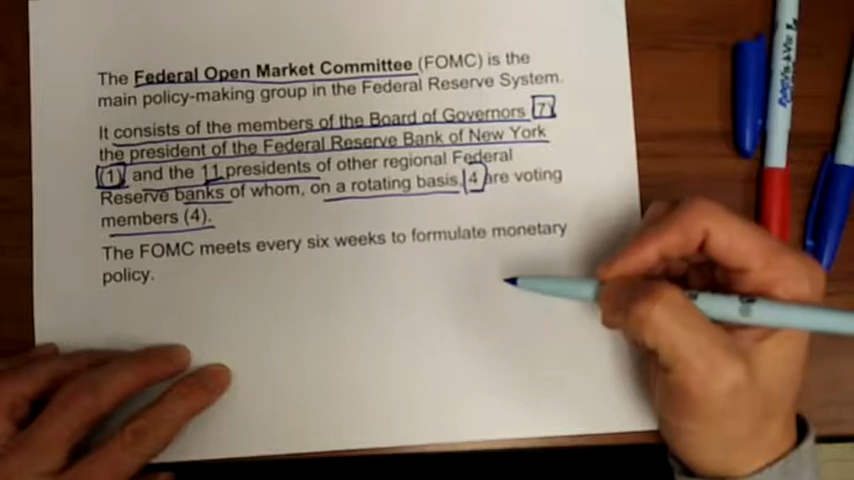 The Federal Open Market Committee (FOMC) is the
main policy-making group in the Federal Reserve System.
It consists of the members of the Board of Governors (7)
the president of the Federal Reserve Bank of New York
(1) and the 11 presidents of other regional Federal
Reserve banks of whom, on a rotating basis, 4 are voting
members (4).
The FOMC meets every six weeks to formulate monetary
policy.